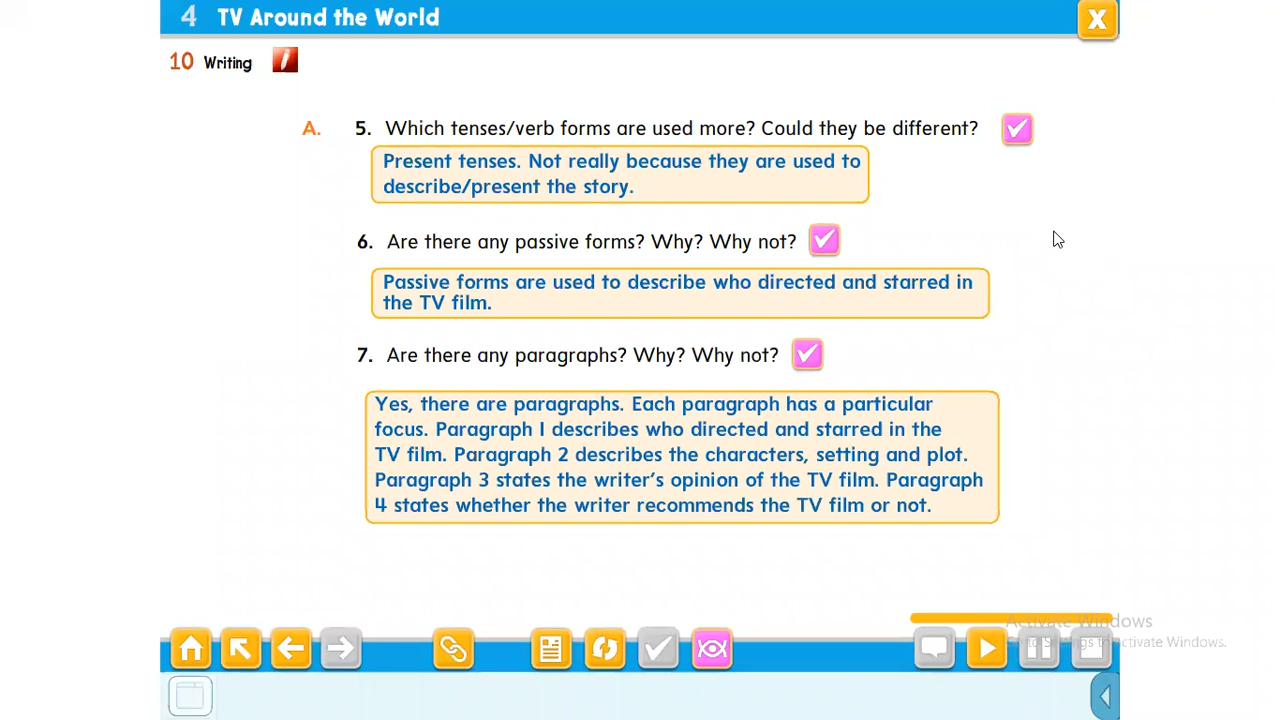 4 TV Around the World X
10 Writing
A. 5. Which tenses/verb forms are used more? Could they be different?
Present tenses. Not really because they are used to
describe/present the story.
6. Are there any passive forms? Why? Why not?
Passive forms are used to describe who directed and starred in
the TV film.
7. Are there any paragraphs? Why? Why not?
Yes, there are paragraphs. Each paragraph has a particular
focus. Paragraph 1 describes who directed and starred in the
TV film. Paragraph 2 describes the characters, setting and plot.
Paragraph 3 states the writer's opinion of the TV film. Paragraph
4 states whether the writer recommends the TV film or not.
Activate Windows
Go to Settings to activate Windows.